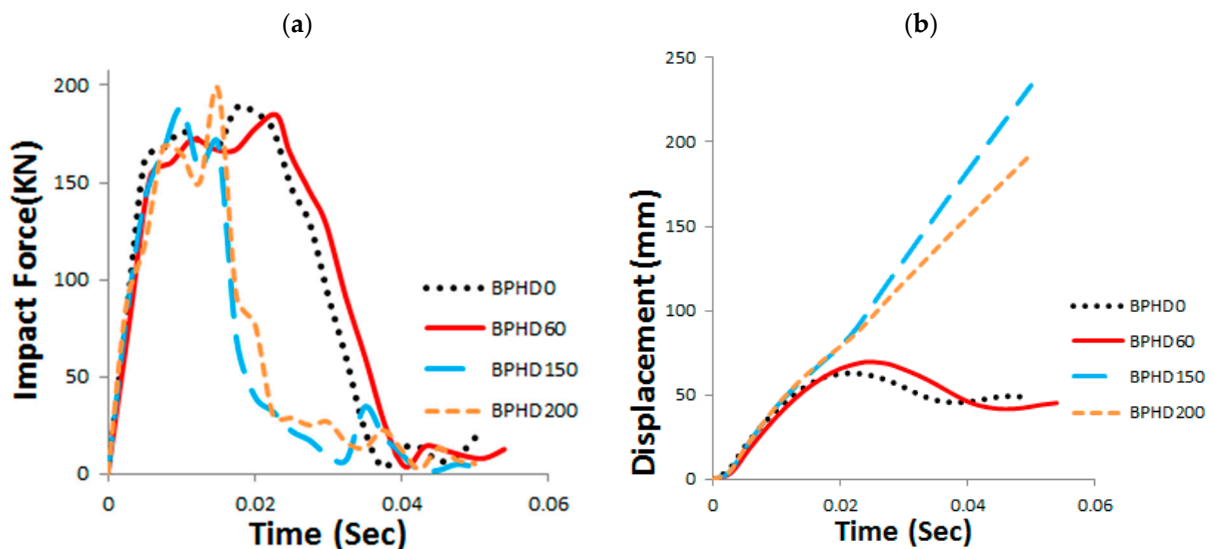 (a)
Impact Force(KN)
200
150
100
50
0
0
0.02
0.04
0.06
Time (Sec)
BPHD0
BPHD60
BPHD150
BPHD200
(b)
Displacement (mm)
250
200
150
100
50
0
0
0.02
0.04
0.06
Time (Sec)
BPHD0
BPHD60
BPHD150
BPHD200